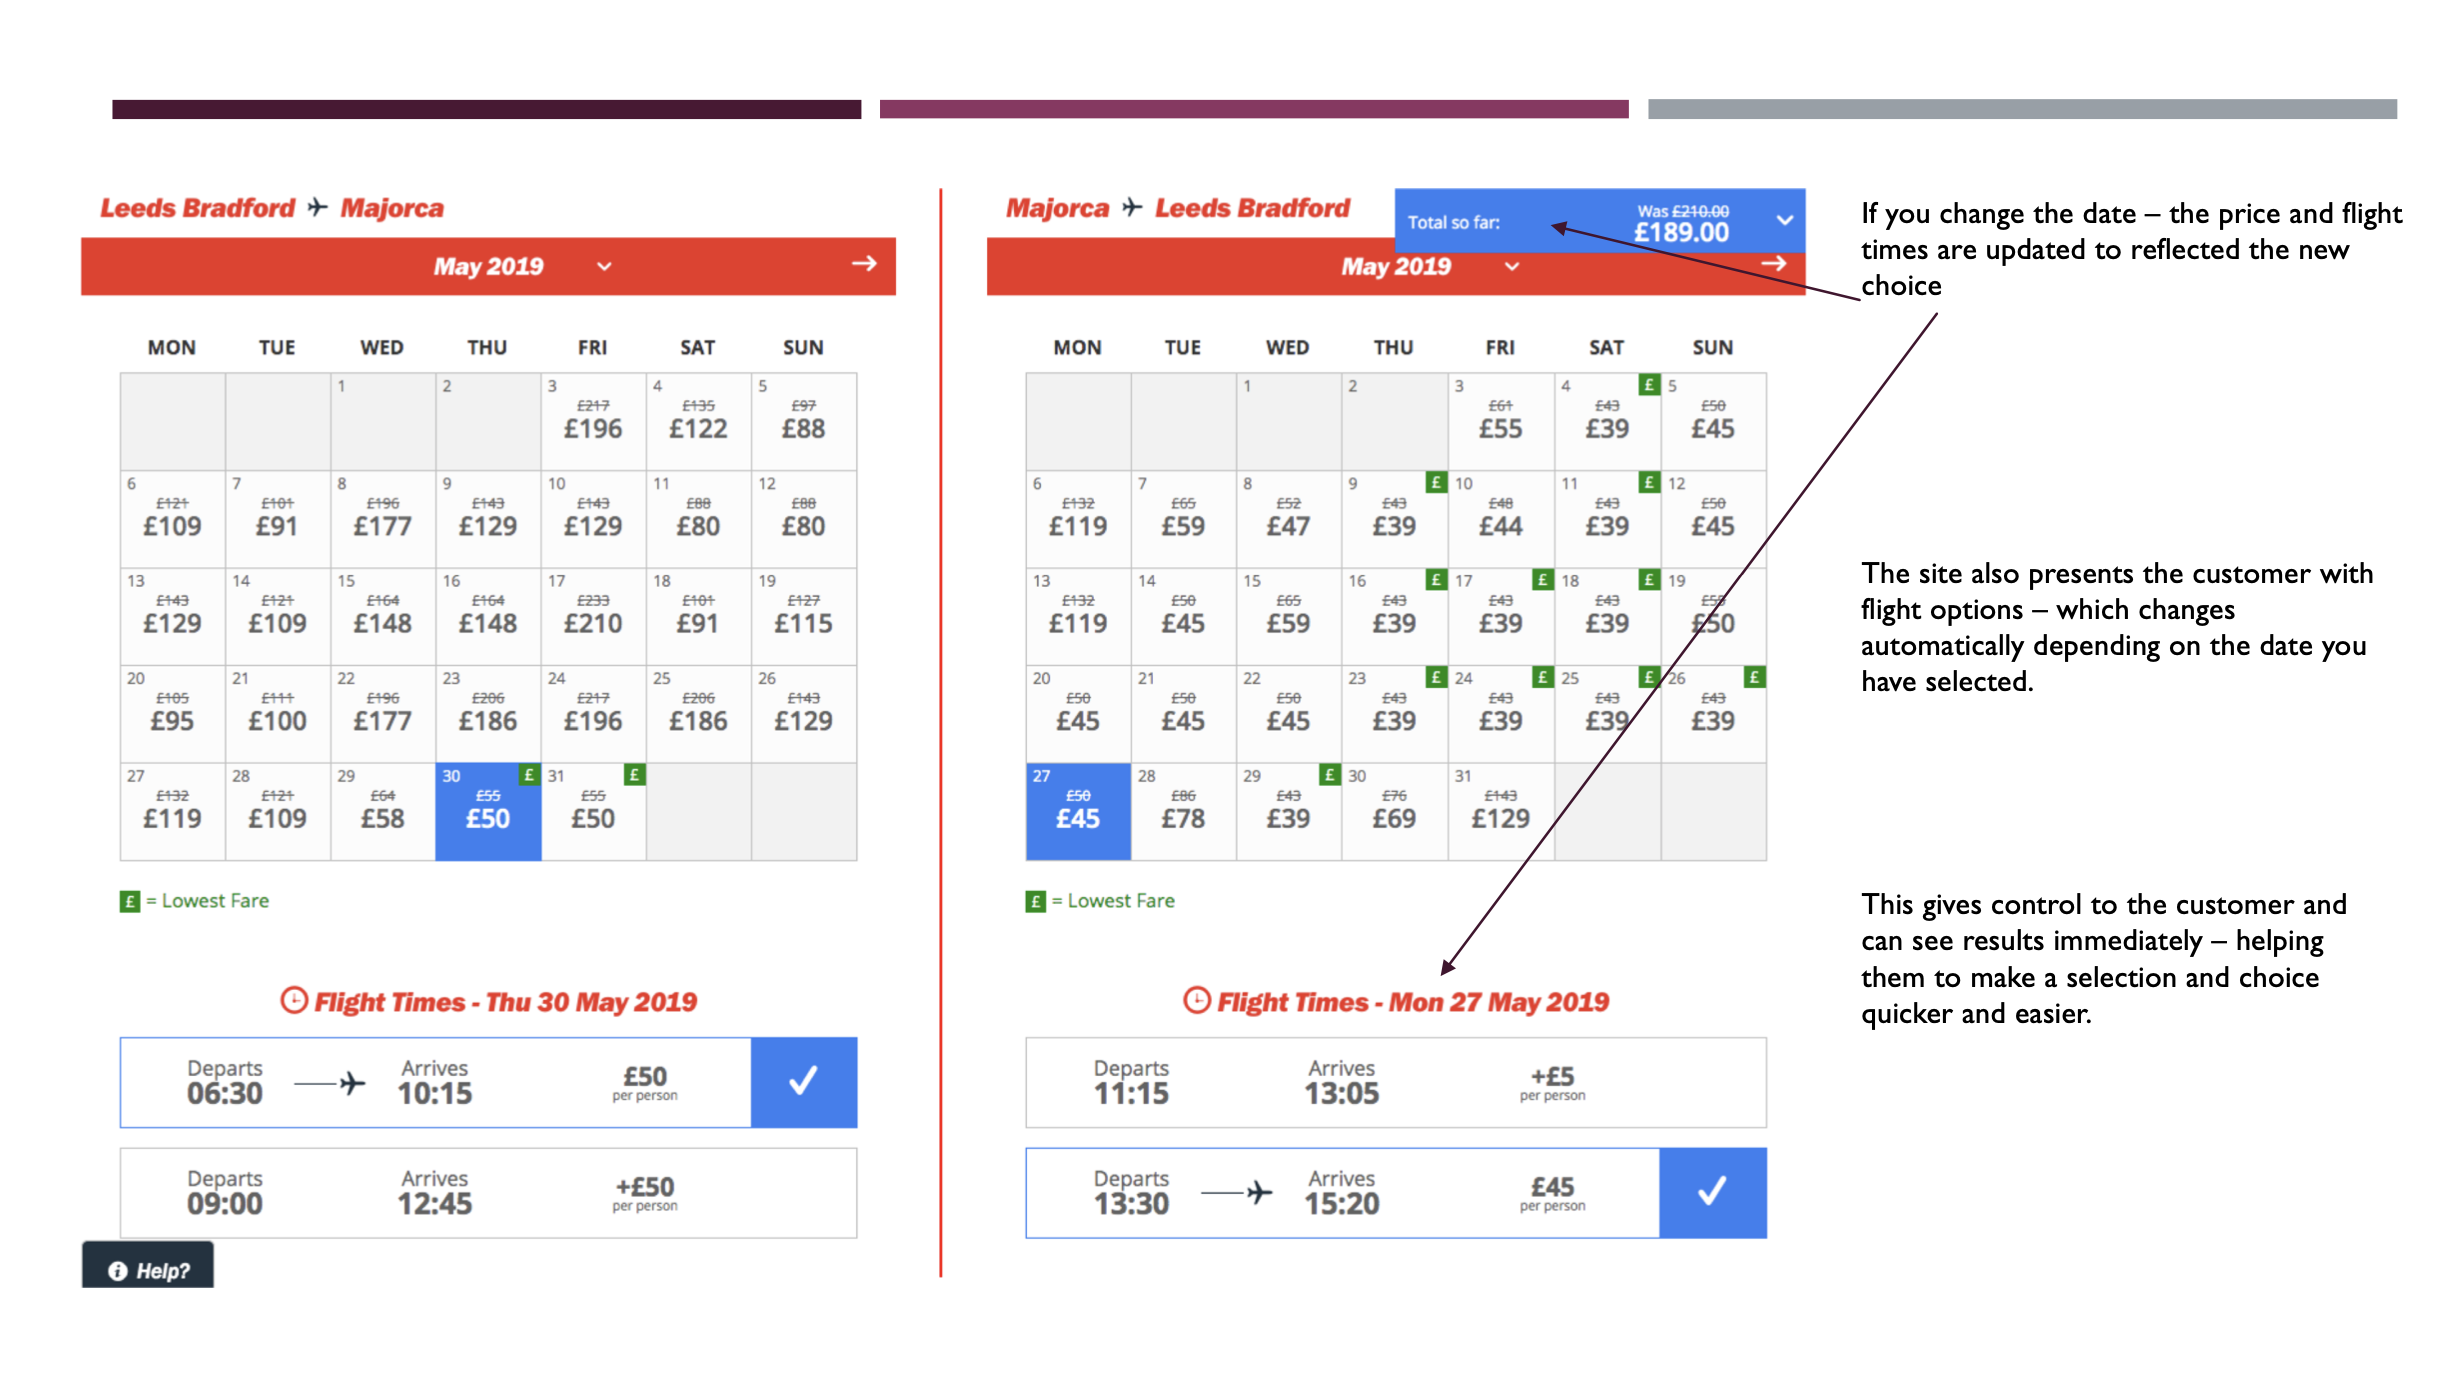 Leeds Bradford Majorca
May 2019
MON TUE WED THU FRI SAT SUN
1 2 3 4 5
£217 £135 £97
£196 £122 £88
6 7 8 9 10 11 12
£121 £101 £196 £143 £143 £88 £88
£109 £91 £177 £129 £129 £80 £80
13 14 15 16 17 18 19
£143 £121 £164 £164 £233 £101 £127
£129 £109 £148 £148 £210 £91 £115
20 21 22 23 24 25 26
£105 £111 £196 £206 £217 £206 £143
£95 £100 £177 £186 £196 £186 £129
27 28 29 30 £ 31 £
£132 £121 £64 £55 £55
£119 £109 £58 £50 £50
£ = Lowest Fare
Flight Times - Thu 30 May 2019
Departs Arrives £50
06:30 10:15 per person
Departs Arrives +£50
09:00 12:45 per person
Help?
Majorca Leeds Bradford
Total so far: Was £210.00
£189.00
May 2019
MON TUE WED THU FRI SAT SUN
1 2 3 4 £ 5
£61 £43 £50
£55 £39 £45
6 7 8 9 £ 10 11 £ 12
£132 £65 £52 £43 £48 £43 £50
£119 £59 £47 £39 £44 £39 £45
13 14 15 16 £ 17 £ 18 £ 19
£132 £50 £65 £43 £43 £43
£119 £45 £59 £39 £39 £39 £50
20 21 22 23 £ 24 £ 25 £ 26 £
£50 £50 £50 £43 £43 £43 £43
£45 £45 £45 £39 £39 £39 £39
27 28 29 £ 30 31
£50 £86 £43 £76 £143
£45 £78 £39 £69 £129
£ = Lowest Fare
Flight Times - Mon 27 May 2019
Departs Arrives +£5
11:15 13:05 per person
Departs Arrives £45
13:30 15:20 per person
If you change the date – the price and flight
times are updated to reflected the new
choice
The site also presents the customer with
flight options – which changes
automatically depending on the date you
have selected.
This gives control to the customer and
can see results immediately – helping
them to make a selection and choice
quicker and easier.